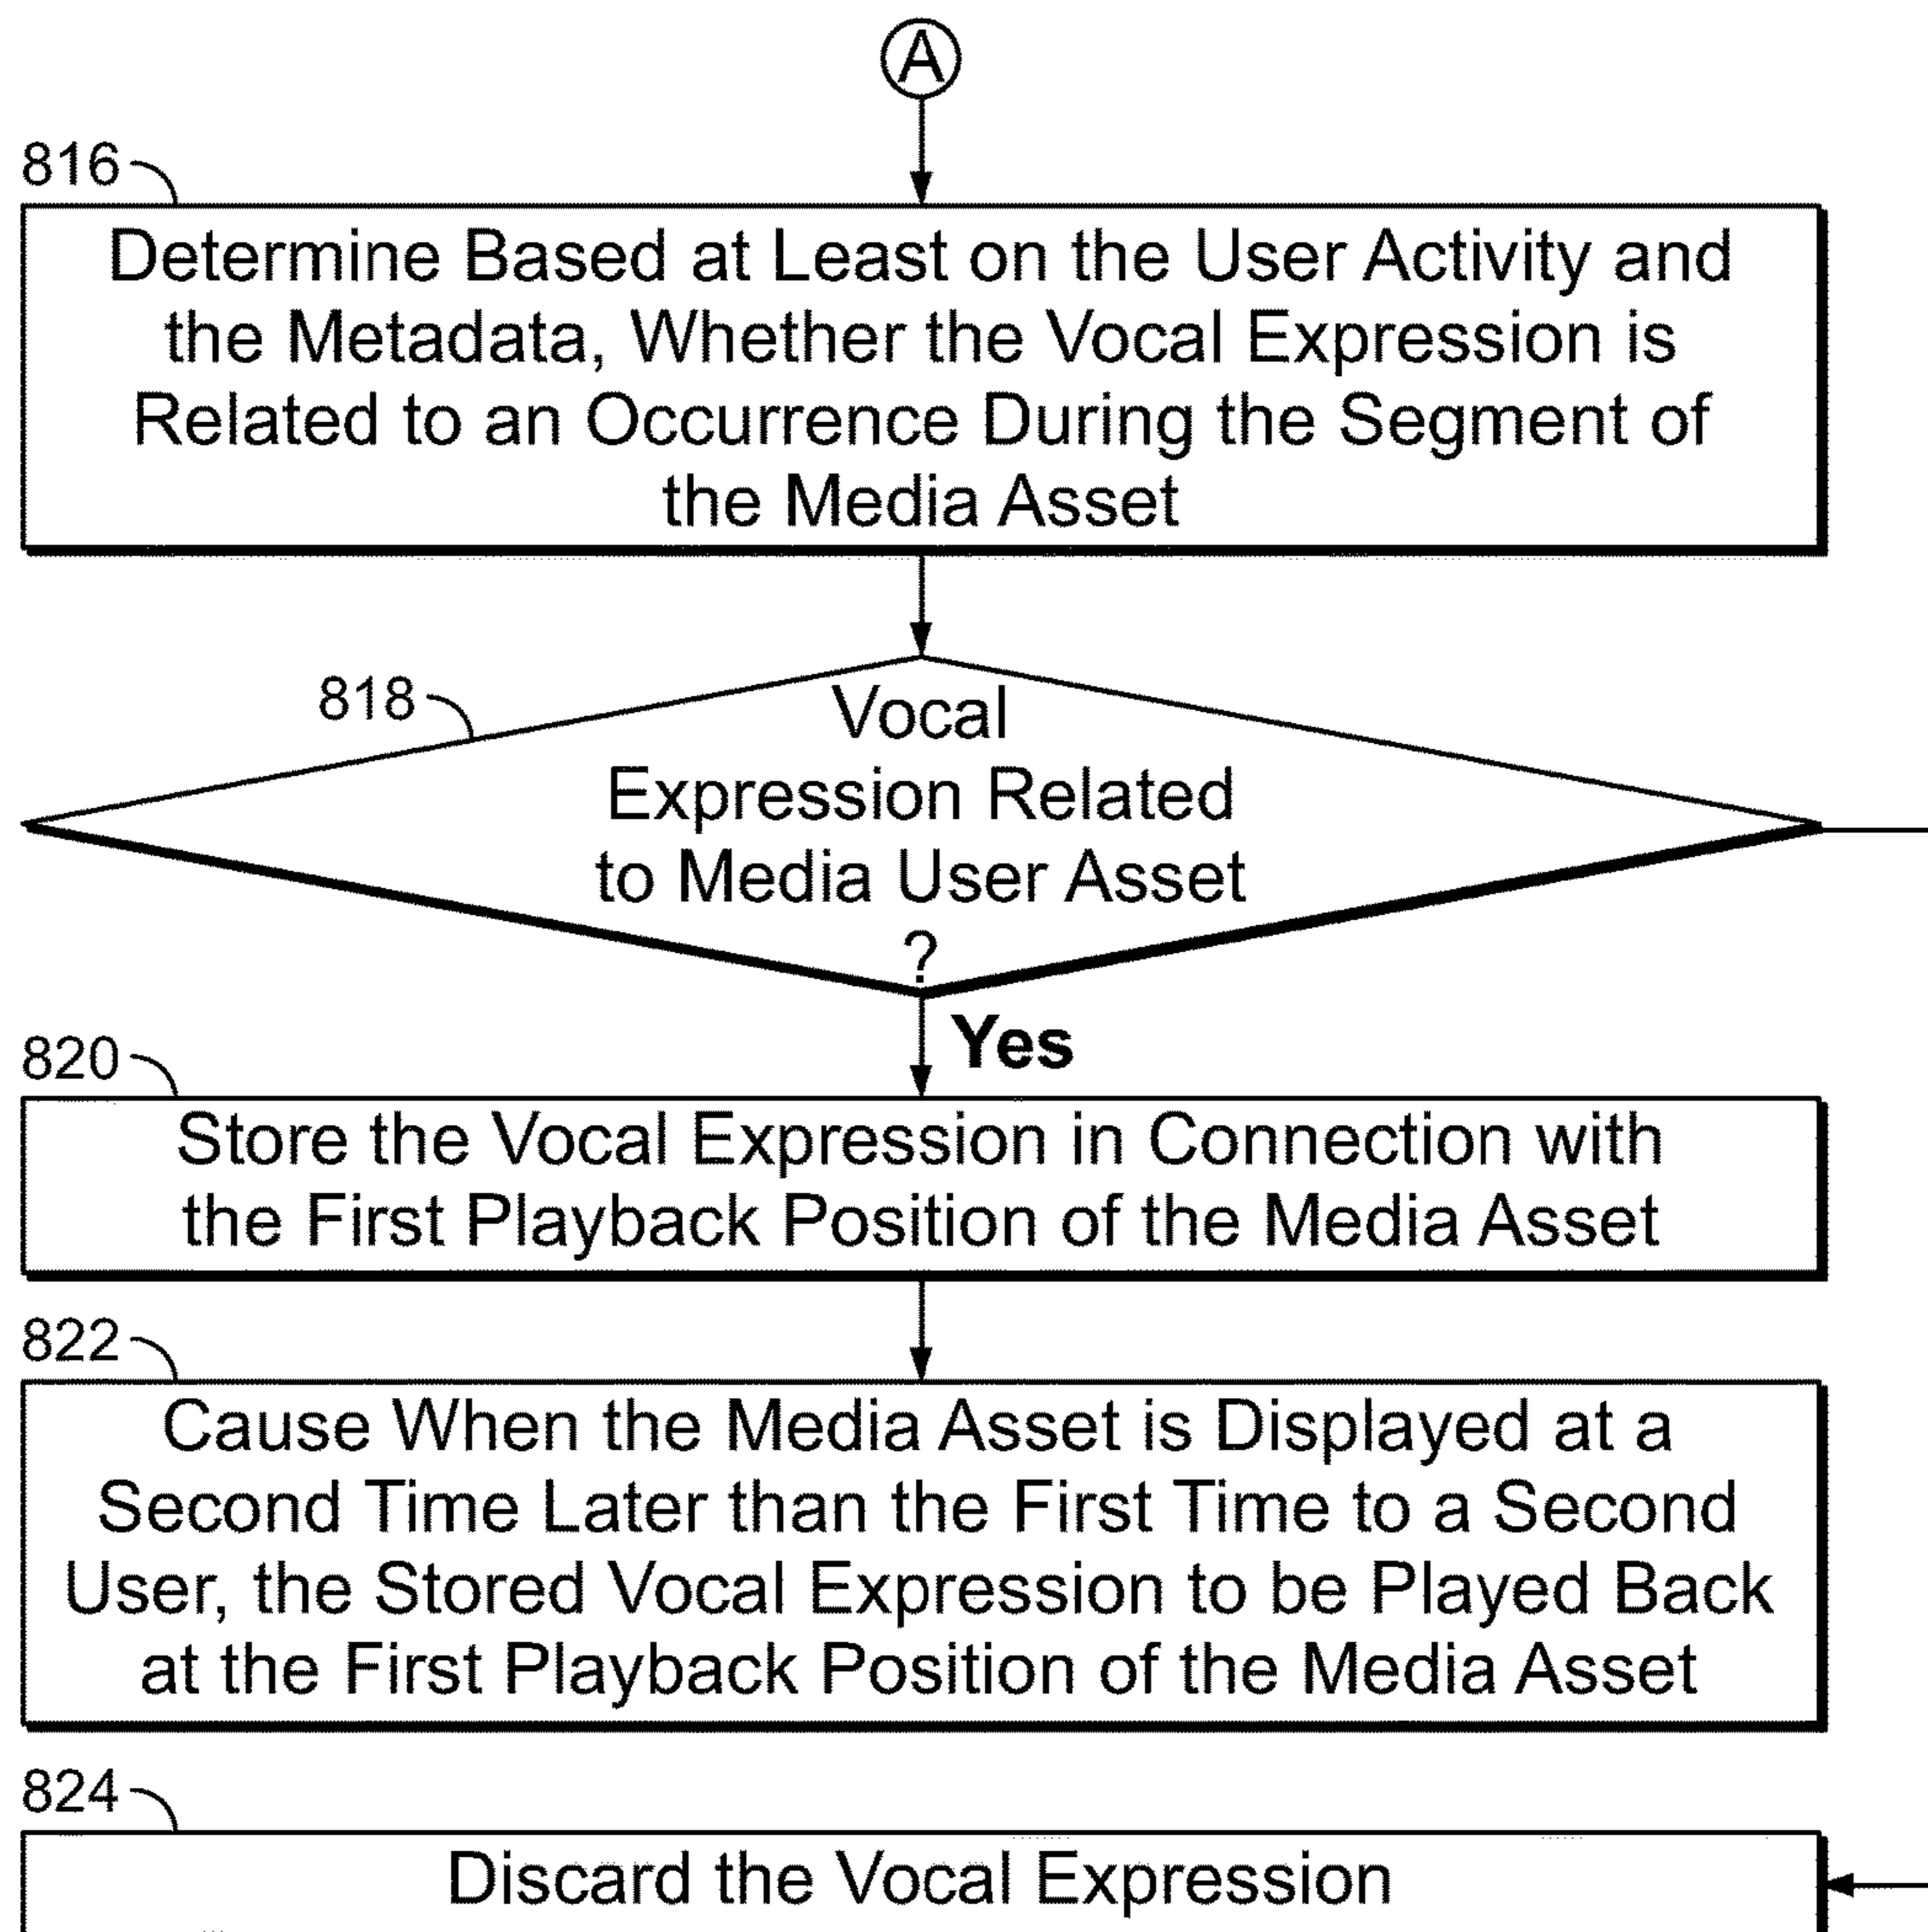 A
816
Determine Based at Least on the User Activity and
the Metadata, Whether the Vocal Expression is
Related to an Occurrence During the Segment of
the Media Asset
818
Vocal
Expression Related
to Media User Asset
?
Yes
820
Store the Vocal Expression in Connection with
the First Playback Position of the Media Asset
822
Cause When the Media Asset is Displayed at a
Second Time Later than the First Time to a Second
User, the Stored Vocal Expression to be Played Back
at the First Playback Position of the Media Asset
824
Discard the Vocal Expression